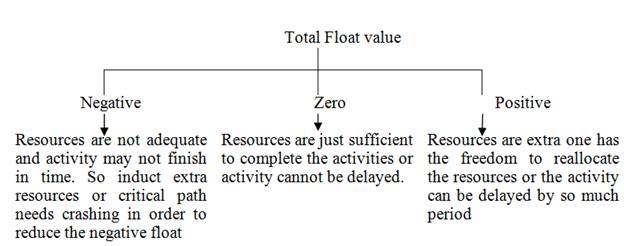 Total Float value
Negative
Zero
Positive
Resources are not adequate
and activity may not finish
in time. So induct extra
resources or critical path
needs crashing in order to
reduce the negative float
Resources are just sufficient
to complete the activities or
activity cannot be delayed.
Resources are extra one has
the freedom to reallocate
the resources or the activity
can be delayed by so much
period